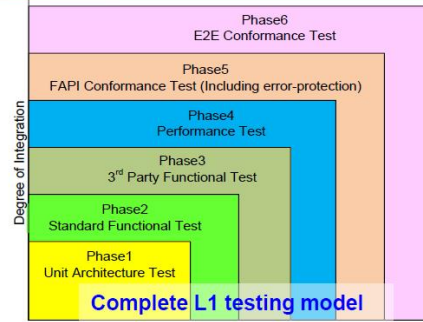 Phase6
E2E Conformance Test
Phase5
FAPI Conformance Test (Including error-protection)
Phase4
Performance Test
Phase3
3rd Party Functional Test
Phase2
Standard Functional Test
Phase1
Unit Architecture Test
Complete L1 testing model
Degree of Integration